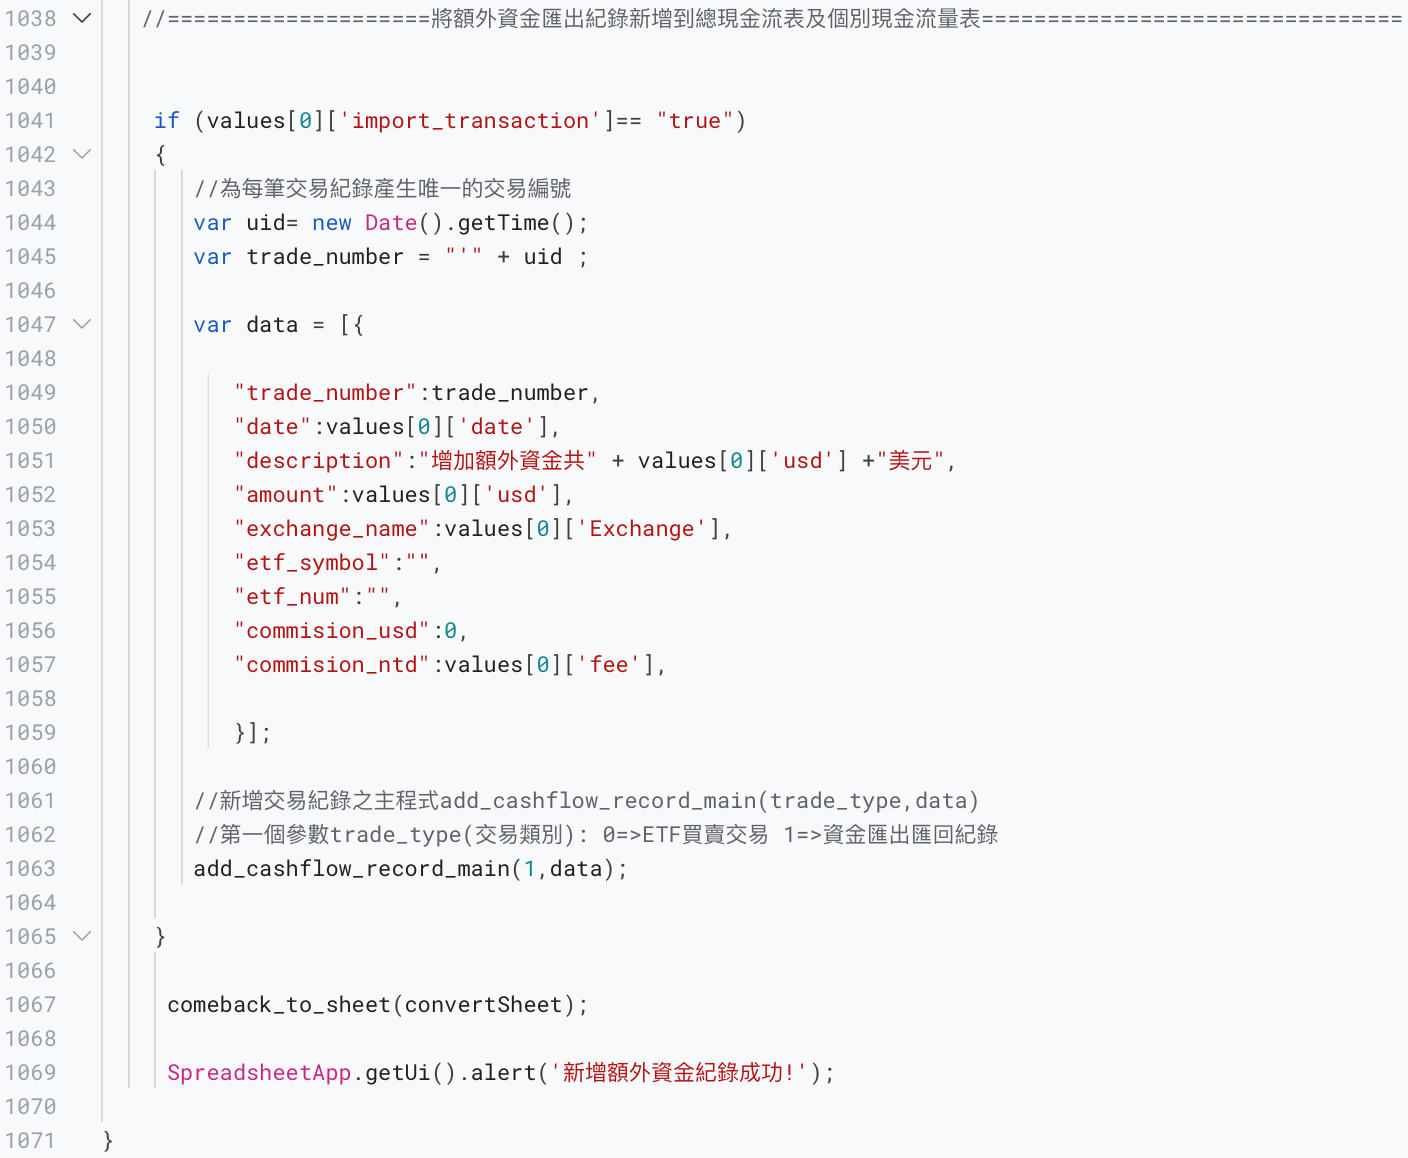 1038 //====================將額外資金匯出紀錄新增到總現金流表及個別現金流量表================================
1039
1040
1041 if (values[0]['import_transaction']== "true")
1042 {
1043 //為每筆交易紀錄產生唯一的交易編號
1044 var uid= new Date().getTime();
1045 var trade_number = "'" + uid ;
1046
1047 var data = [{
1048
1049 "trade_number":trade_number,
1050 "date":values[0]['date'],
1051 "description":"增加額外資金共" + values[0]['usd'] +"美元",
1052 "amount":values[0]['usd'],
1053 "exchange_name":values[0]['Exchange'],
1054 "etf_symbol":"",
1055 "etf_num":"",
1056 "commision_usd":0,
1057 "commision_ntd":values[0]['fee'],
1058
1059 }];
1060
1061 //新增交易紀錄之主程式add_cashflow_record_main(trade_type,data)
1062 //第一個參數trade_type(交易類別): 0=>ETF買賣交易 1=>資金匯出匯回紀錄
1063 add_cashflow_record_main(1,data);
1064
1065 }
1066
1067 comeback_to_sheet(convertSheet);
1068
1069 SpreadsheetApp.getUi().alert('新增額外資金紀錄成功!');
1070
1071 }